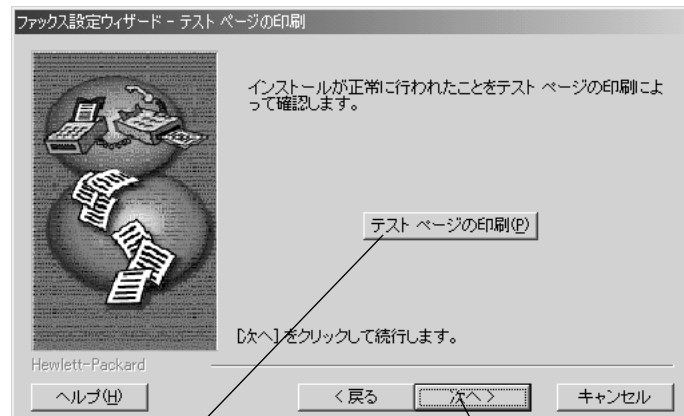 ファックス設定ウィザード - テスト ページの印刷
インストールが正常に行われたことをテスト ページの印刷によ
って確認します。
テスト ページの印刷(P)
[次へ] をクリックして続行します。
Hewlett-Packard
ヘルプ(H)
< 戻る
次へ >
キャンセル